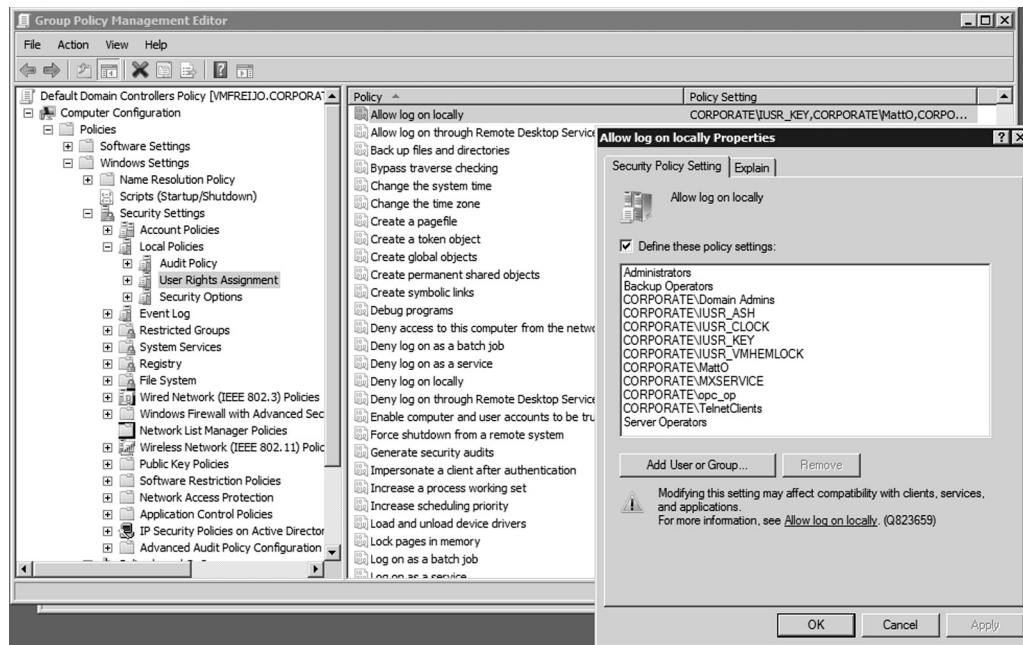 Group Policy Management Editor
File Action View Help
Default Domain Controllers Policy [VMFREIJO.CORPORA
Computer Configuration
Policies
Software Settings
Windows Settings
Name Resolution Policy
Scripts (Startup/Shutdown)
Security Settings
Account Policies
Local Policies
Audit Policy
User Rights Assignment
Security Options
Event Log
Restricted Groups
System Services
Registry
File System
Wired Network (IEEE 802.3) Policies
Windows Firewall with Advanced Sec
Network List Manager Policies
Wireless Network (IEEE 802.11) Polic
Public Key Policies
Software Restriction Policies
Network Access Protection
Application Control Policies
IP Security Policies on Active Director
Advanced Audit Policy Configuration
Policy Policy Setting
Allow log on locally CORPORATE\IUSR_KEY,CORPORATE\MattO,CORPO...
Allow log on through Remote Desktop Service
Back up files and directories
Bypass traverse checking
Change the system time
Change the time zone
Create a pagefile
Create a token object
Create global objects
Create permanent shared objects
Create symbolic links
Debug programs
Deny access to this computer from the netwo
Deny log on as a batch job
Deny log on as a service
Deny log on locally
Deny log on through Remote Desktop Service
Enable computer and user accounts to be tru
Force shutdown from a remote system
Generate security audits
Impersonate a client after authentication
Increase a process working set
Increase scheduling priority
Load and unload device drivers
Lock pages in memory
Log on as a batch job
Log on as a service
Allow log on locally Properties
Security Policy Setting Explain
Allow log on locally
Define these policy settings:
Administrators
Backup Operators
CORPORATE\Domain Admins
CORPORATE\IUSR_ASH
CORPORATE\IUSR_CLOCK
CORPORATE\IUSR_KEY
CORPORATE\IUSR_VMHEMLOCK
CORPORATE\MattO
CORPORATE\MXSERVICE
CORPORATE\opc_op
CORPORATE\TelnetClients
Server Operators
Add User or Group... Remove
Modifying this setting may affect compatibility with clients, services,
and applications.
For more information, see Allow log on locally. (Q823659)
OK Cancel Apply